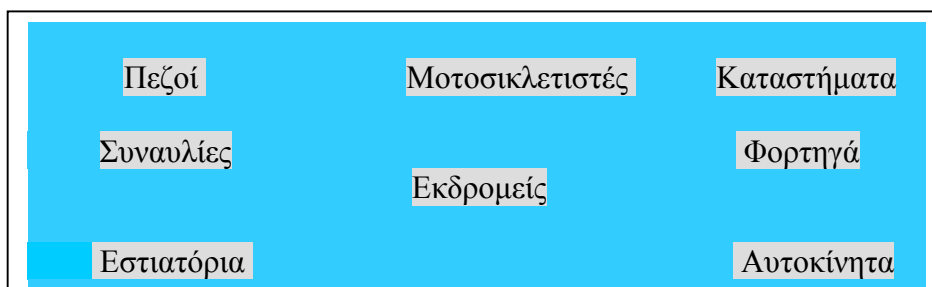 Πεζοί Μοτοσικλετιστές Καταστήματα
Συναυλίες Φορτηγά
Εκδρομείς
Εστιατόρια Αυτοκίνητα